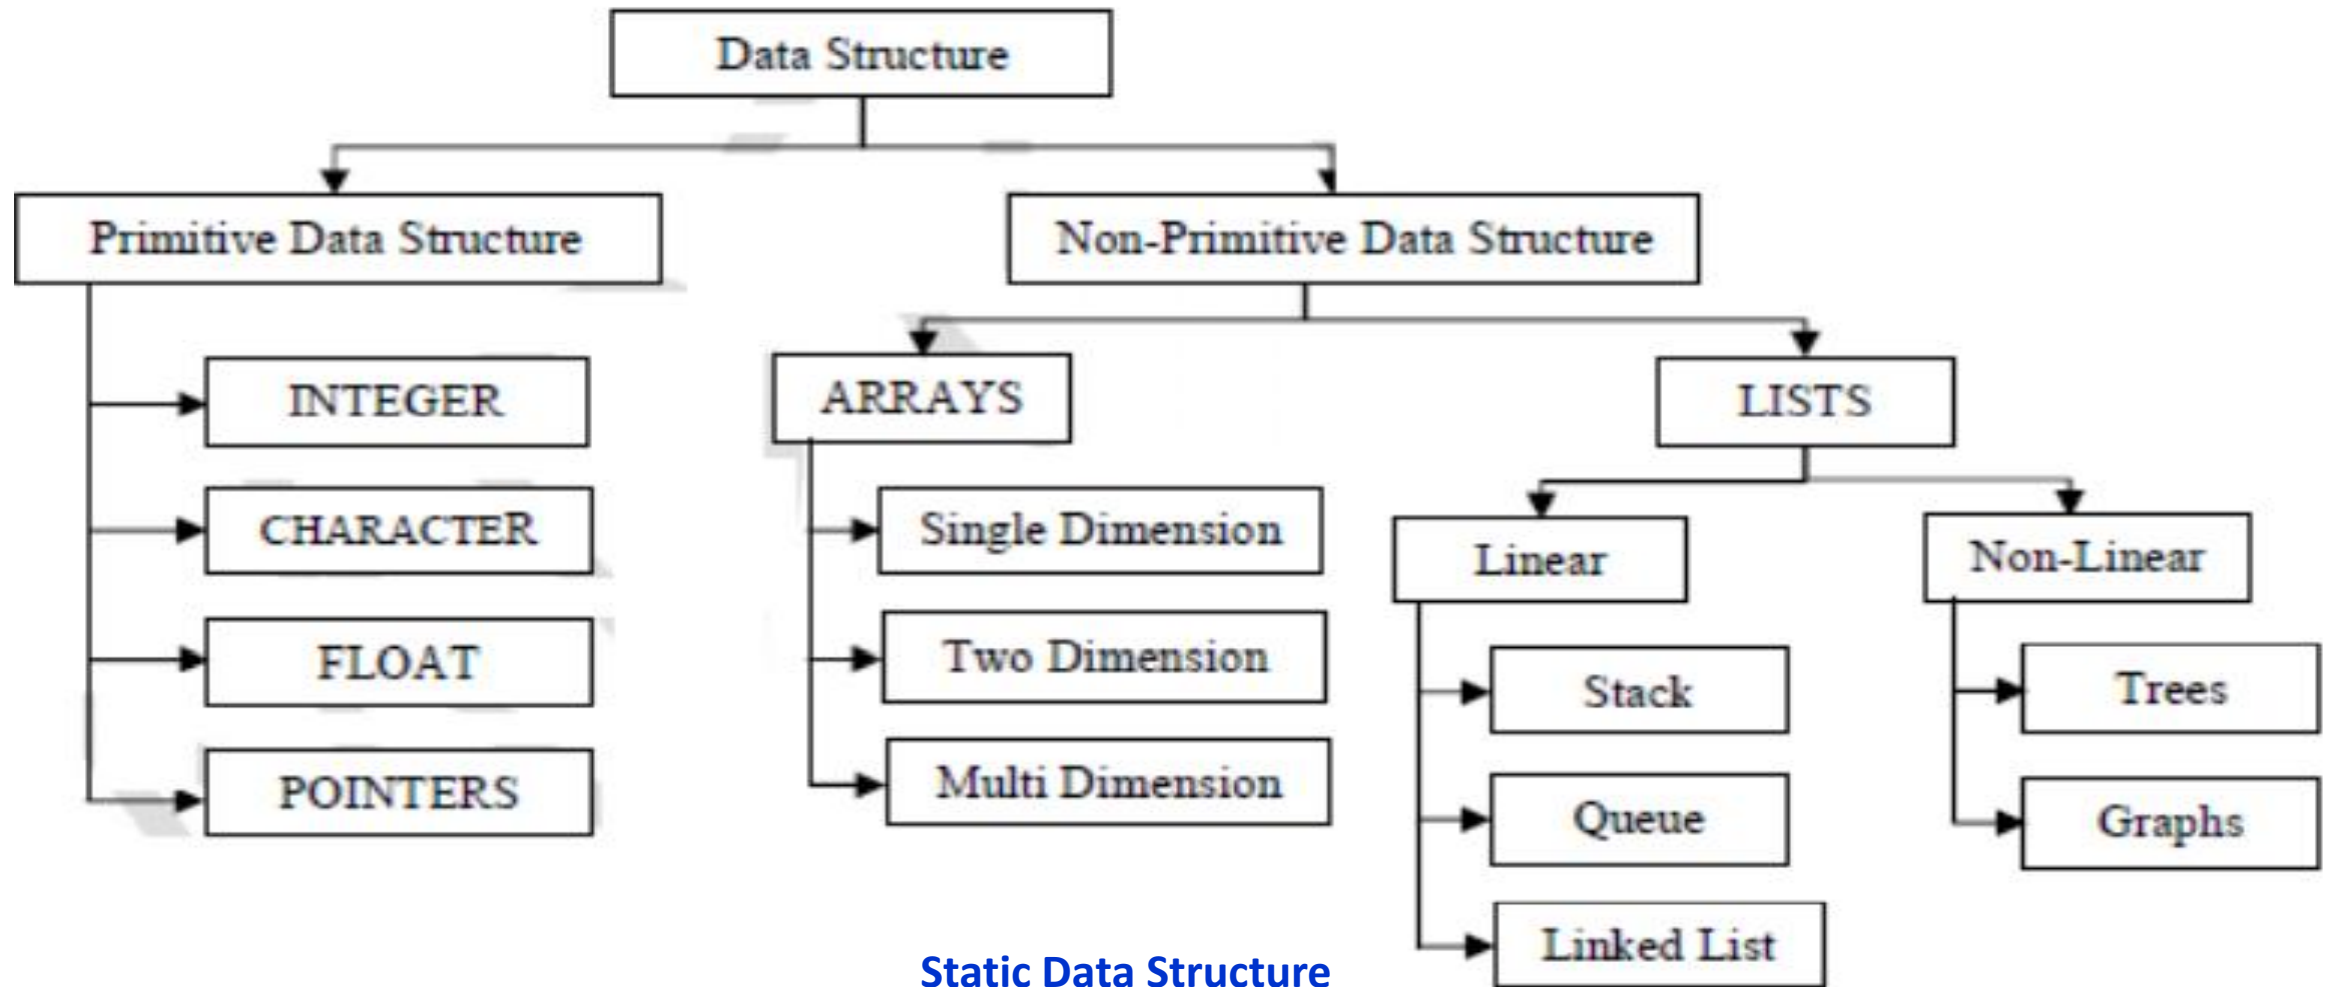 Data Structure
Primitive Data Structure
Non-Primitive Data Structure
INTEGER
CHARACTER
FLOAT
POINTERS
ARRAYS
Single Dimension
Two Dimension
Multi Dimension
LISTS
Linear
Stack
Queue
Linked List
Non-Linear
Trees
Graphs
Static Data Structure